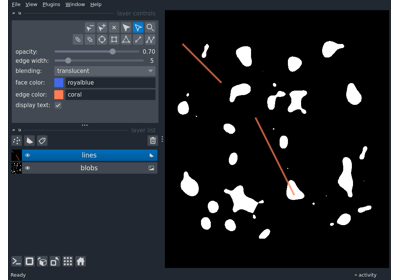 File View Plugins Window Help
layer controls
opacity: 0.70
edge width: 5
blending: translucent
face color: royalblue
edge color: coral
display text:
layer list
lines
blobs
Ready
activity